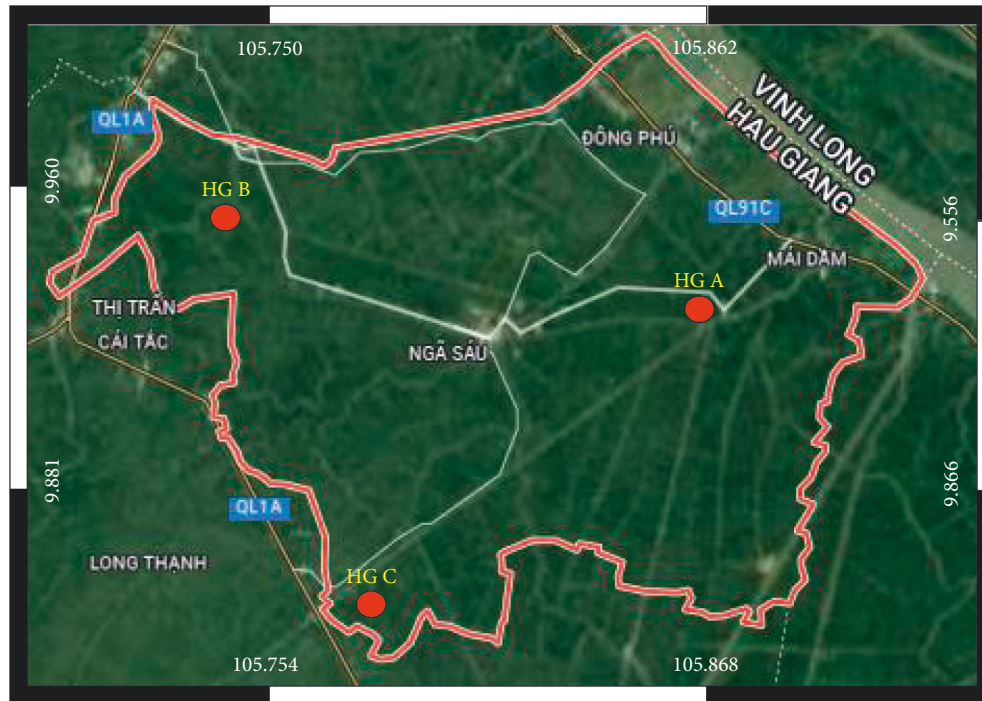 105.750
105.862
VINH LONG
HAU GIANG
QL1A
ĐÔNG PHÚ
9.960
HG B
QL91C
9.556
MÁI DẦM
HG A
THỊ TRẤN
CÁI TẮC
NGÃ SÁU
9.881
9.866
QL1A
LONG THẠNH
HG C
105.754
105.868